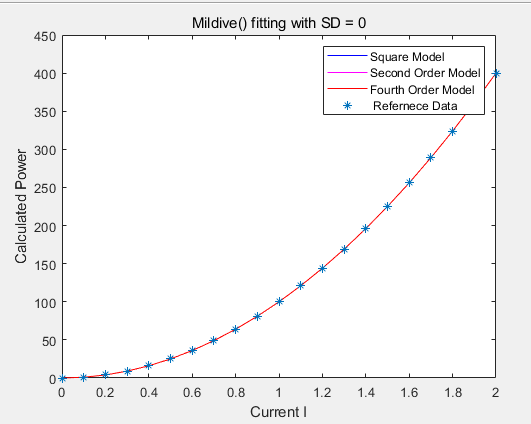 Mildive() fitting with SD = 0
450
400
350
300
250
200
150
100
50
0
Calculated Power
Square Model
Second Order Model
Fourth Order Model
Refernece Data
0 0.2 0.4 0.6 0.8 1 1.2 1.4 1.6 1.8 2
Current I